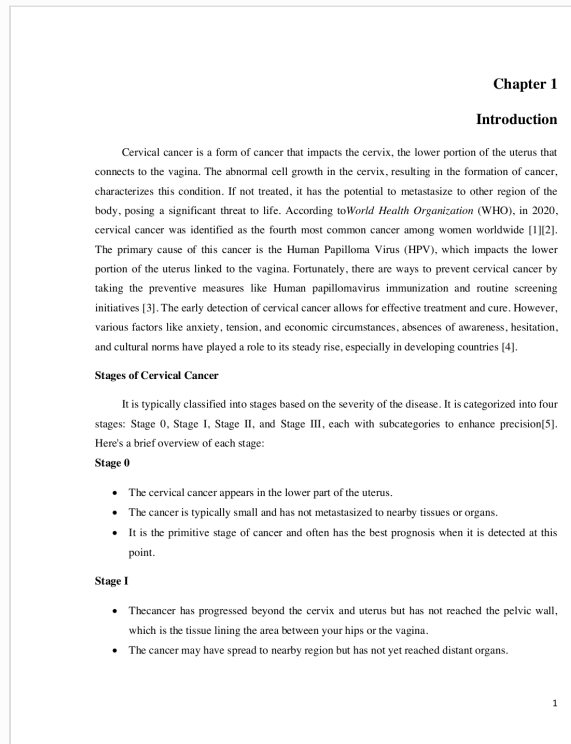 Chapter 1
Introduction
Cervical cancer is a form of cancer that impacts the cervix, the lower portion of the uterus that
connects to the vagina. The abnormal cell growth in the cervix, resulting in the formation of cancer,
characterizes this condition. If not treated, it has the potential to metastasize to other region of the
body, posing a significant threat to life. According toWorld Health Organization (WHO), in 2020,
cervical cancer was identified as the fourth most common cancer among women worldwide [1][2].
The primary cause of this cancer is the Human Papilloma Virus (HPV), which impacts the lower
portion of the uterus linked to the vagina. Fortunately, there are ways to prevent cervical cancer by
taking the preventive measures like Human papillomavirus immunization and routine screening
initiatives [3]. The early detection of cervical cancer allows for effective treatment and cure. However,
various factors like anxiety, tension, and economic circumstances, absences of awareness, hesitation,
and cultural norms have played a role to its steady rise, especially in developing countries [4].
Stages of Cervical Cancer
It is typically classified into stages based on the severity of the disease. It is categorized into four
stages: Stage 0, Stage I, Stage II, and Stage III, each with subcategories to enhance precision[5].
Here's a brief overview of each stage:
Stage 0
• The cervical cancer appears in the lower part of the uterus.
• The cancer is typically small and has not metastasized to nearby tissues or organs.
• It is the primitive stage of cancer and often has the best prognosis when it is detected at this
point.
Stage I
• Thecancer has progressed beyond the cervix and uterus but has not reached the pelvic wall,
which is the tissue lining the area between your hips or the vagina.
• The cancer may have spread to nearby region but has not yet reached distant organs.
1